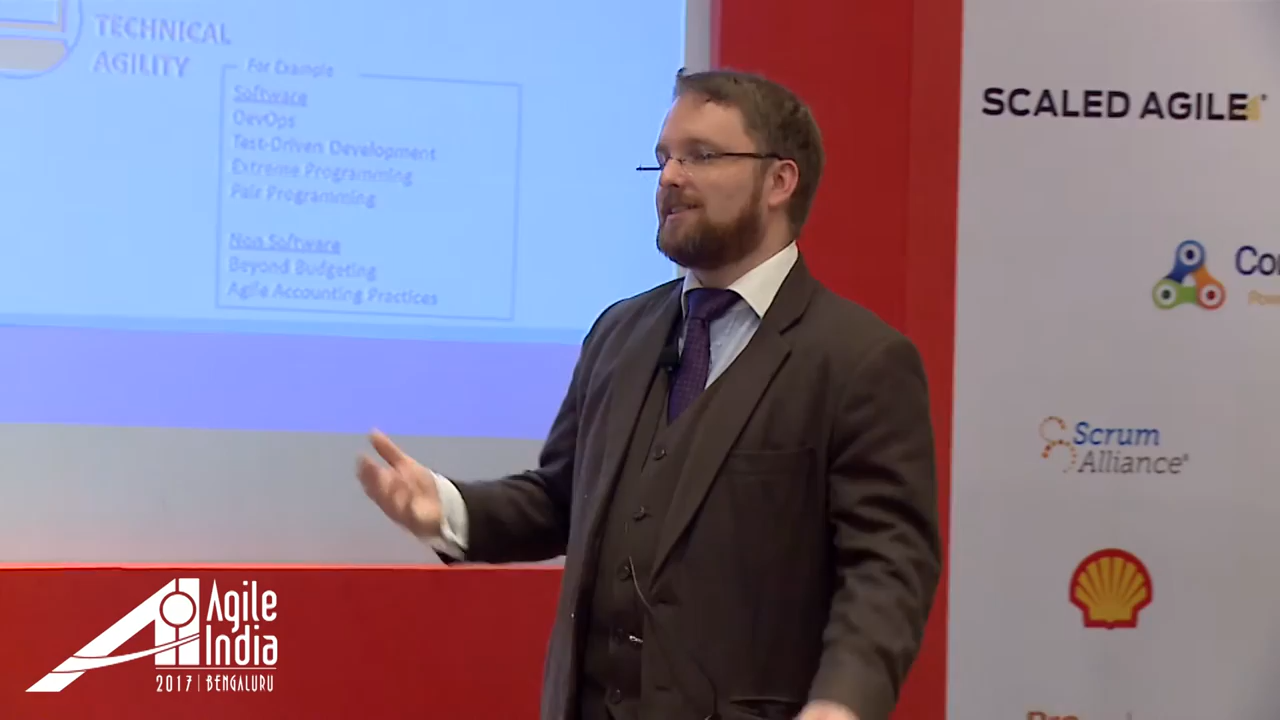 TECHNICAL
AGILITY
For Example
Software
DevOps
Test-Driven Development
Extreme Programming
Pair Programming
Non Software
Beyond Budgeting
Agile Accounting Practices
SCALED AGILE
Scrum
Alliance®
Agile
India
2017 | BENGALURU